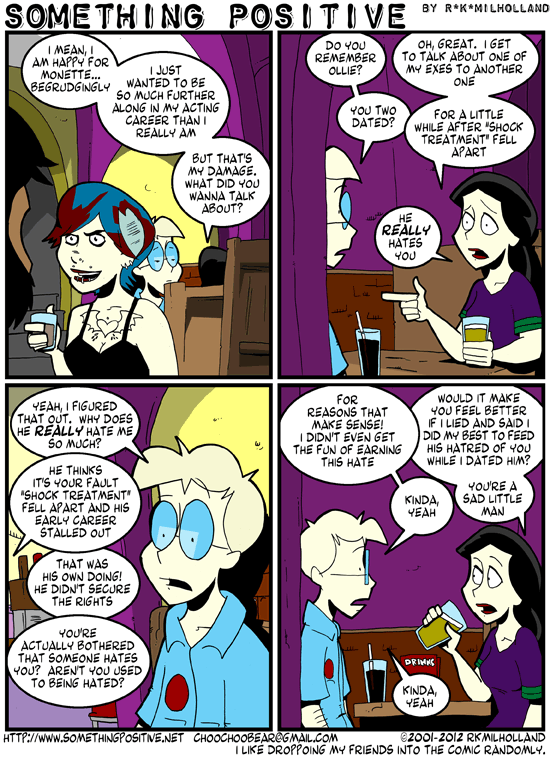 SOMETHING POSITIVE BY R*K*MILHOLLAND
I MEAN, I
AM HAPPY FOR
MONETTE...
BEGRUDGINGLY
I JUST
WANTED TO BE
SO MUCH FURTHER
ALONG IN MY ACTING
CAREER THAN I
REALLY AM
BUT THAT'S
MY DAMAGE.
WHAT DID YOU
WANNA TALK
ABOUT?
DO YOU
REMEMBER
OLLIE?
OH, GREAT. I GET
TO TALK ABOUT ONE OF
MY EXES TO ANOTHER
ONE
YOU TWO
DATED?
FOR A LITTLE
WHILE AFTER "SHOCK
TREATMENT" FELL
APART
HE
REALLY
HATES
YOU
YEAH, I FIGURED
THAT OUT. WHY DOES
HE REALLY HATE ME
SO MUCH?
HE THINKS
IT'S YOUR FAULT
"SHOCK TREATMENT"
FELL APART AND HIS
EARLY CAREER
STALLED OUT
THAT WAS
HIS OWN DOING!
HE DIDN'T SECURE
THE RIGHTS
YOU'RE
ACTUALLY BOTHERED
THAT SOMEONE HATES
YOU? AREN'T YOU USED
TO BEING HATED?
FOR
REASONS THAT
MAKE SENSE!
I DIDN'T EVEN GET
THE FUN OF EARNING
THIS HATE
WOULD IT MAKE
YOU FEEL BETTER
IF I LIED AND SAID I
DID MY BEST TO FEED
HIS HATRED OF YOU
WHILE I DATED HIM?
KINDA,
YEAH
YOU'RE A
SAD LITTLE
MAN
DRINKS
KINDA,
YEAH
HTTP://WWW.SOMETHINGPOSITIVE.NET CHOOCHOOBEAR@GMAIL.COM ©2001-2012 RKMILHOLLAND
I LIKE DROPPOING MY FRIENDS INTO THE COMIC RANDOMLY.